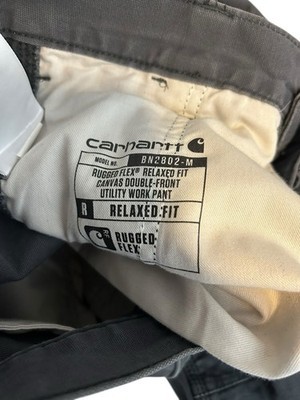 carhartt
MODEL NO. BN2802-M
RUGGED FLEX® RELAXED FIT
CANVAS DOUBLE-FRONT
UTILITY WORK PANT
R RELAXED FIT
RUGGED
FLEX